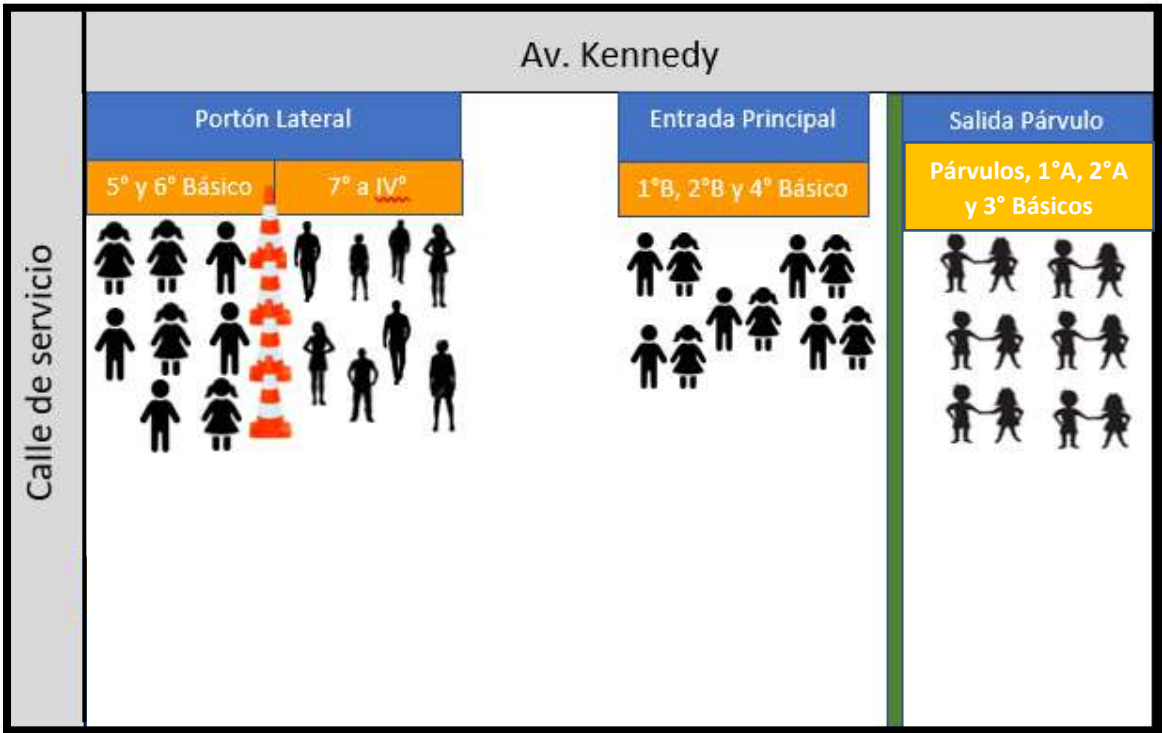 Av. Kennedy
Portón Lateral
Entrada Principal
Salida Párvulo
5° y 6° Básico
7° a IV°
1°B, 2°B y 4° Básico
Párvulos, 1°A, 2°A
y 3° Básicos
Calle de servicio